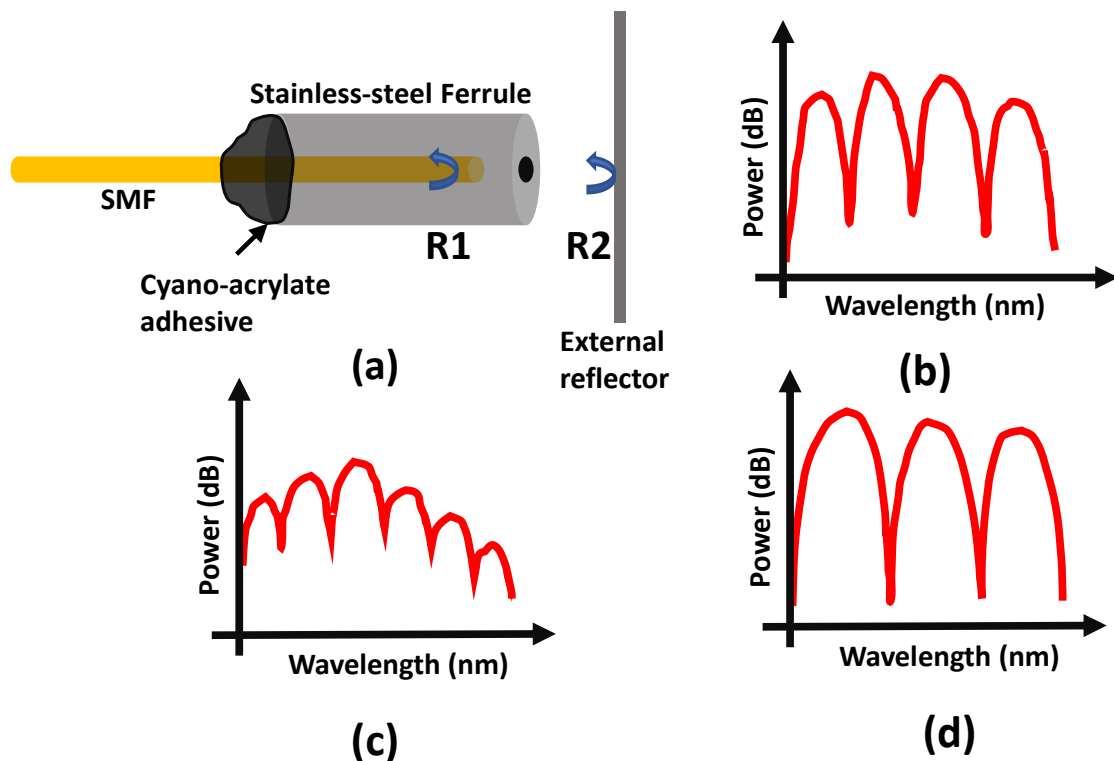 Stainless-steel Ferrule
SMF
R1
R2
Cyano-acrylate
adhesive
External
reflector
(a)
Power (dB)
Wavelength (nm)
(b)
Power (dB)
Wavelength (nm)
(c)
Power (dB)
Wavelength (nm)
(d)